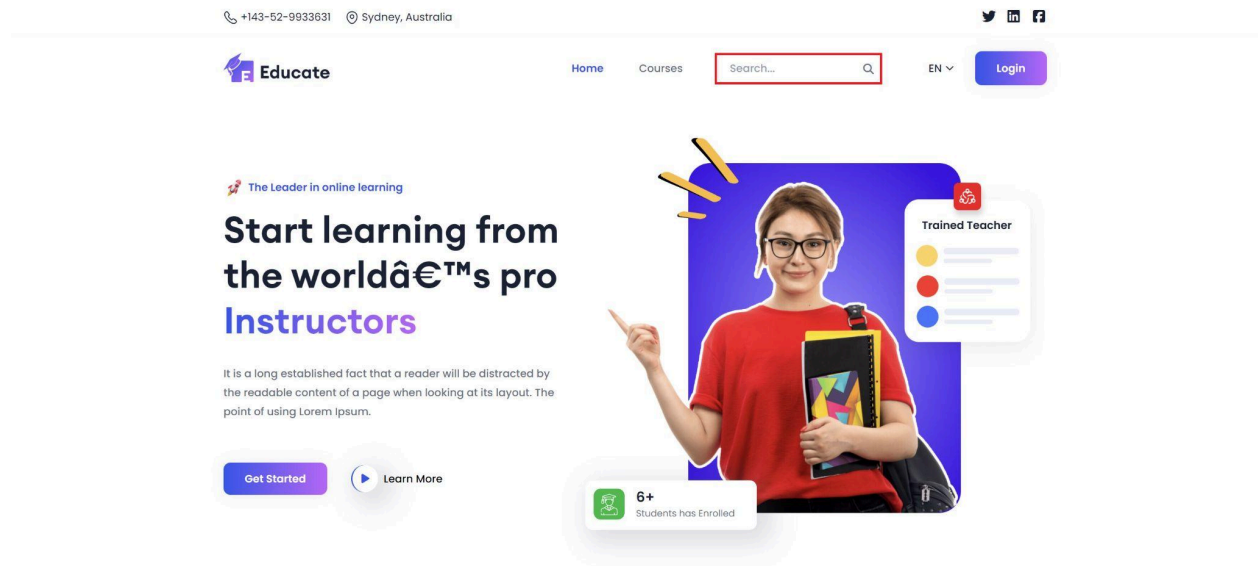 +143-52-9933631 Sydney, Australia
Educate
Home Courses Search... EN Login
The Leader in online learning
Start learning from
the worldâ€™s pro
Instructors
It is a long established fact that a reader will be distracted by
the readable content of a page when looking at its layout. The
point of using Lorem Ipsum.
Get Started Learn More
Trained Teacher
6+
Students has Enrolled